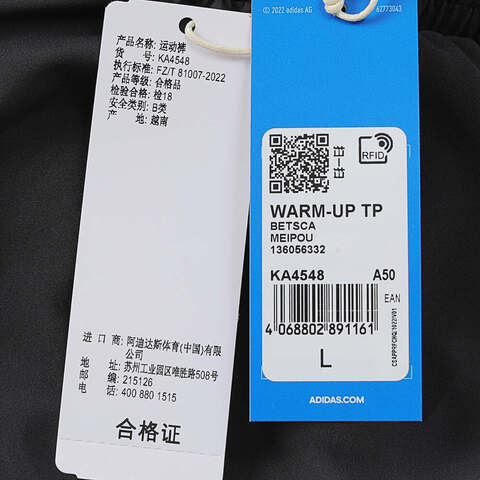 产品名称: 运动裤
货 号: KA4548
执行标准: FZ/T 81007-2022
产品等级: 合格品
检验合格: 检18
安全类别: B类
产 地: 越南
进 口 商: 阿迪达斯体育(中国)有限公司
地 址: 苏州工业园区唯胜路508号
邮 编: 215126
电 话: 400 880 1515
合格证
© 2022 adidas AG
62773043
RFID
WARM-UP TP
BETSCA
MEIPOU
136056332
KA4548 A50
EAN
4 068802 891161
L
ADIDAS.COM